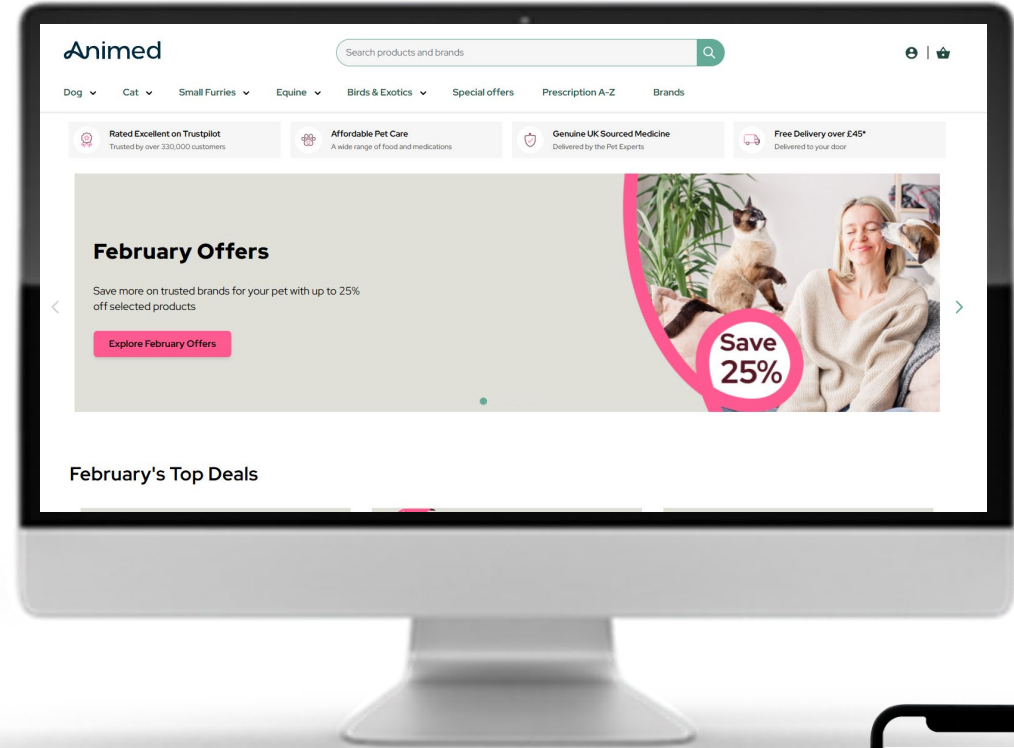 Animed
Search products and brands
Dog Cat Small Furries Equine Birds & Exotics Special offers Prescription A-Z Brands
Rated Excellent on Trustpilot
Trusted by over 330,000 customers
Affordable Pet Care
A wide range of food and medications
Genuine UK Sourced Medicine
Delivered by the Pet Experts
Free Delivery over £45*
Delivered to your door
February Offers
Save more on trusted brands for your pet with up to 25%
off selected products
Explore February Offers
Save
25%
February's Top Deals